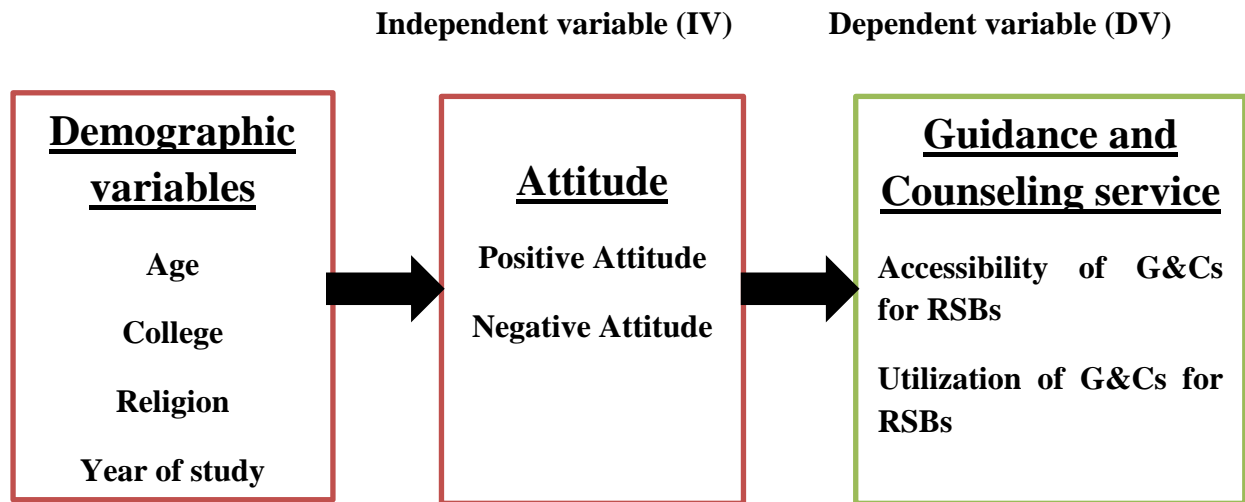 Independent variable (IV)
Dependent variable (DV)
Demographic
variables
Age
College
Religion
Year of study
Attitude
Positive Attitude
Negative Attitude
Guidance and
Counseling service
Accessibility of G&Cs
for RSBs
Utilization of G&Cs for
RSBs